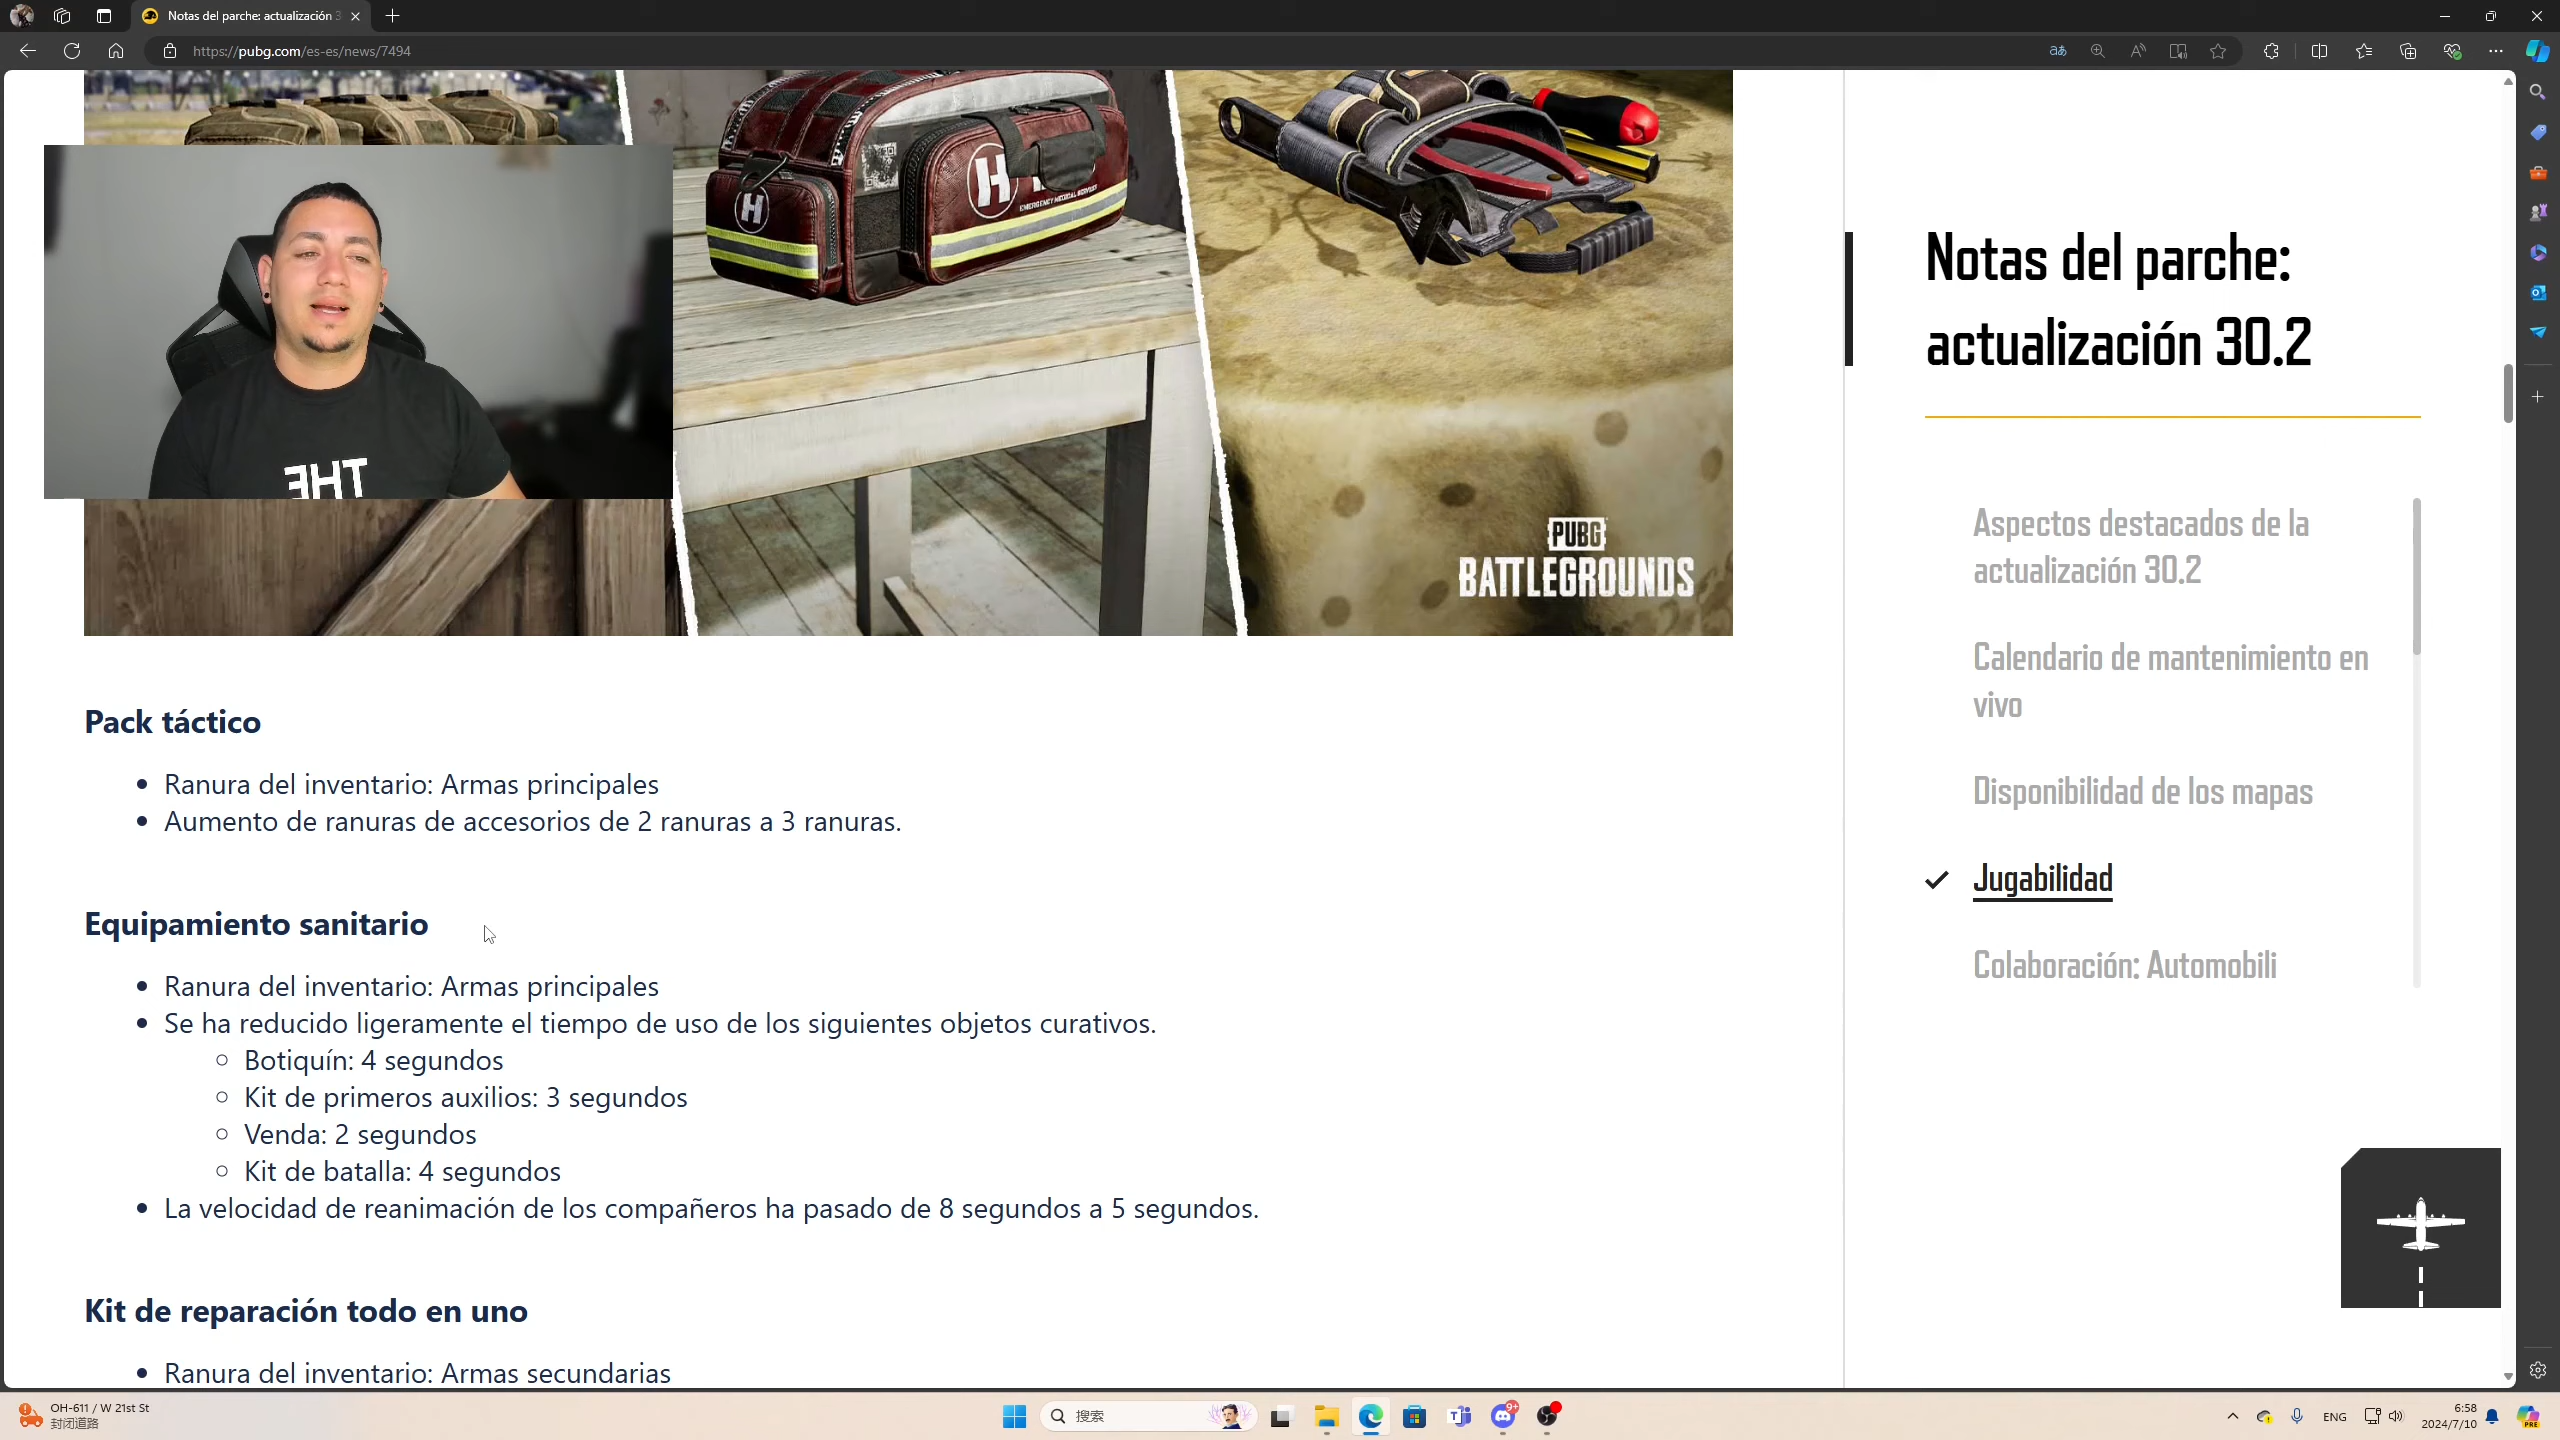 Notas del parche: actualización 3
https://pubg.com/es-es/news/7494
H
H
EMERGENCY MEDICAL SERVICES
THE
PUBG
BATTLEGROUNDS
Pack táctico
Ranura del inventario: Armas principales
Aumento de ranuras de accesorios de 2 ranuras a 3 ranuras.
Equipamiento sanitario
Ranura del inventario: Armas principales
Se ha reducido ligeramente el tiempo de uso de los siguientes objetos curativos.
Botiquín: 4 segundos
Kit de primeros auxilios: 3 segundos
Venda: 2 segundos
Kit de batalla: 4 segundos
La velocidad de reanimación de los compañeros ha pasado de 8 segundos a 5 segundos.
Kit de reparación todo en uno
Ranura del inventario: Armas secundarias
Notas del parche:
actualización 30.2
Aspectos destacados de la
actualización 30.2
Calendario de mantenimiento en
vivo
Disponibilidad de los mapas
Jugabilidad
Colaboración: Automobili
OH-611 / W 21st St
封闭道路
搜索
9+
ENG
6:58
2024/7/10
PRE